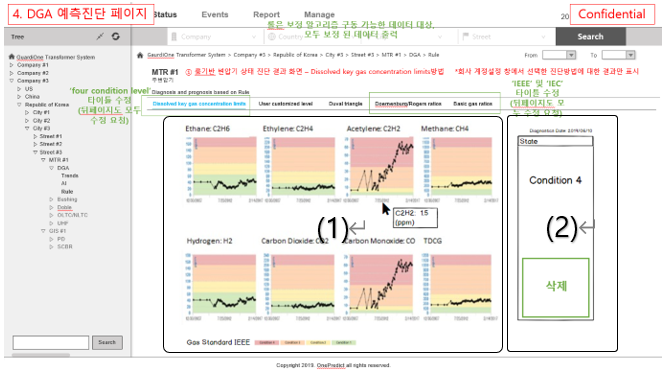 4. DGA 예측진단 페이지
Status
Events
Report
Manage
20
Confidential
룰은 보정 알고리즘 구동 가능한 데이터 대상,
모두 보정 된 데이터 출력
Tree
Company
Country
Street
Search
GuardiOne Transformer System
Company #1
Company #2
Company #3
US
China
Republic of Korea
City #1
City #2
City #3
Street #1
Street #2
Street #3
MTR #1
DGA
Trends
AI
Rule
Bushing
Doble
OLTC/NLTC
UHF
GIS #1
PD
SCBR
Search
'four condition level'
타이틀 수정
(뒤페이지도 모두
수정 요청)
GuardiOne Transformer System > Company #3 > Republic of Korea > City #3 > Street #3 > MTR #1 > DGA > Rule
From
To
MTR #1
주변압기
① 룰기반 변압기 상태 진단 결과 화면 – Dissolved key gas concentration limits방법
*회사 계정설정 창에서 선택한 진단방법에 대한 결과만 표시
Diagnosis and prognosis based on Rule.
'IEEE' 및 'IEC'
타이틀 수정
(뒤페이지도 모
두 수정 요청)
Dissolved key gas concentration limits
User customized level
Duval triangle
Doernenburg/Rogers ratios
Basic gas ratios
Ethane: C2H6
Ethylene: C2H4
Acetylene: C2H2
Methane: CH4
C2H2: 15
(ppm)
(1)
Hydrogen: H2
Carbon Dioxide: CO2
Carbon Monoxide: CO
TDCG
Gas Standard IEEE
Diagnostics Date: 2019/06/10
State
Condition 4
(2)
삭제
Copyright 2019. OnePredict all rights reserved.